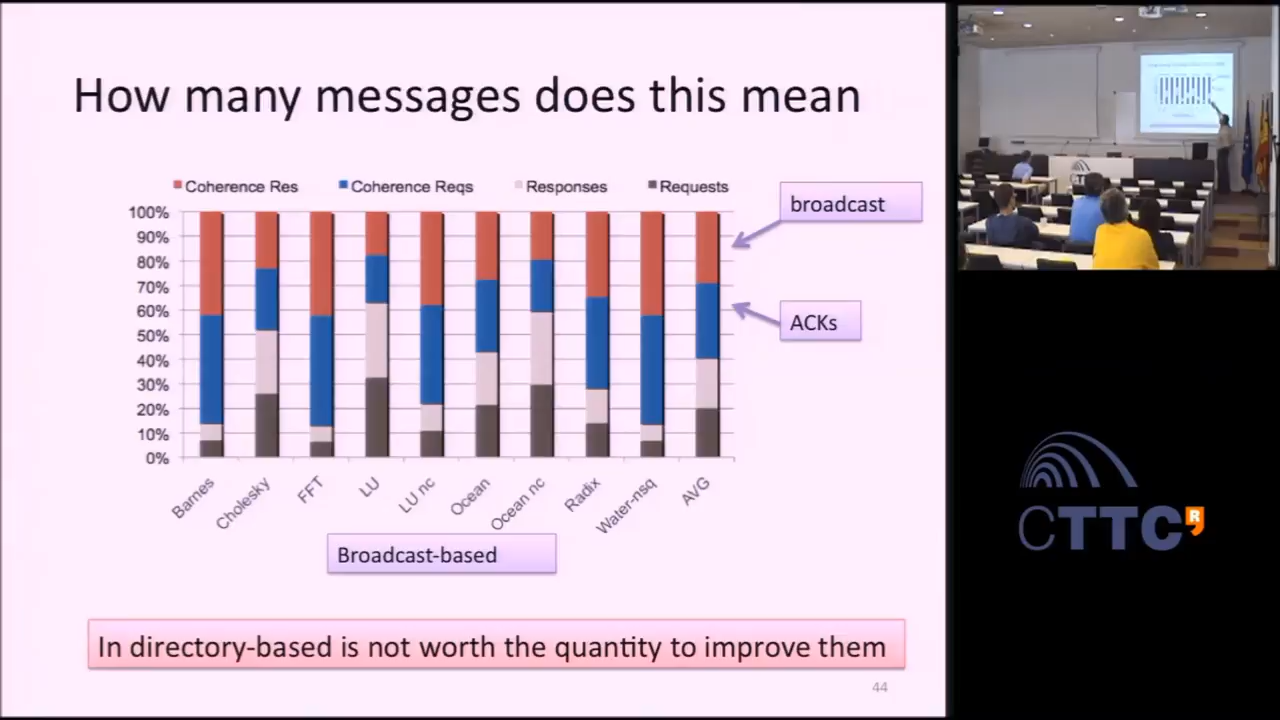 How many messages does this mean
Coherence Res Coherence Reqs Responses Requests
broadcast
100%
90%
80%
70%
60%
50%
40%
30%
20%
10%
0%
ACKs
Barnes
Cholesky
FFT
LU
LU nc
Ocean
Ocean nc
Radix
Water-nsq
AVG
Broadcast-based
In directory-based is not worth the quantity to improve them
44
CTTC R